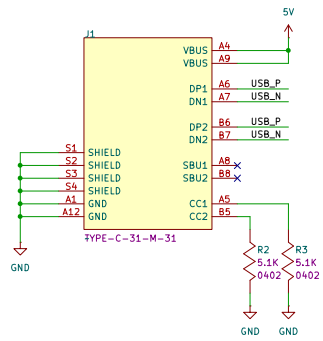 5V
J1
VBUS A4
VBUS A9
DP1 A6 USB_P
DN1 A7 USB_N
DP2 B6 USB_P
DN2 B7 USB_N
S1 SHIELD
S2 SHIELD SBU1 A8
S3 SHIELD SBU2 B8
S4 SHIELD
A1 GND CC1 A5
A12 GND CC2 B5
TYPE-C-31-M-31
GND
R2 R3
5.1K 5.1K
0402 0402
GND GND